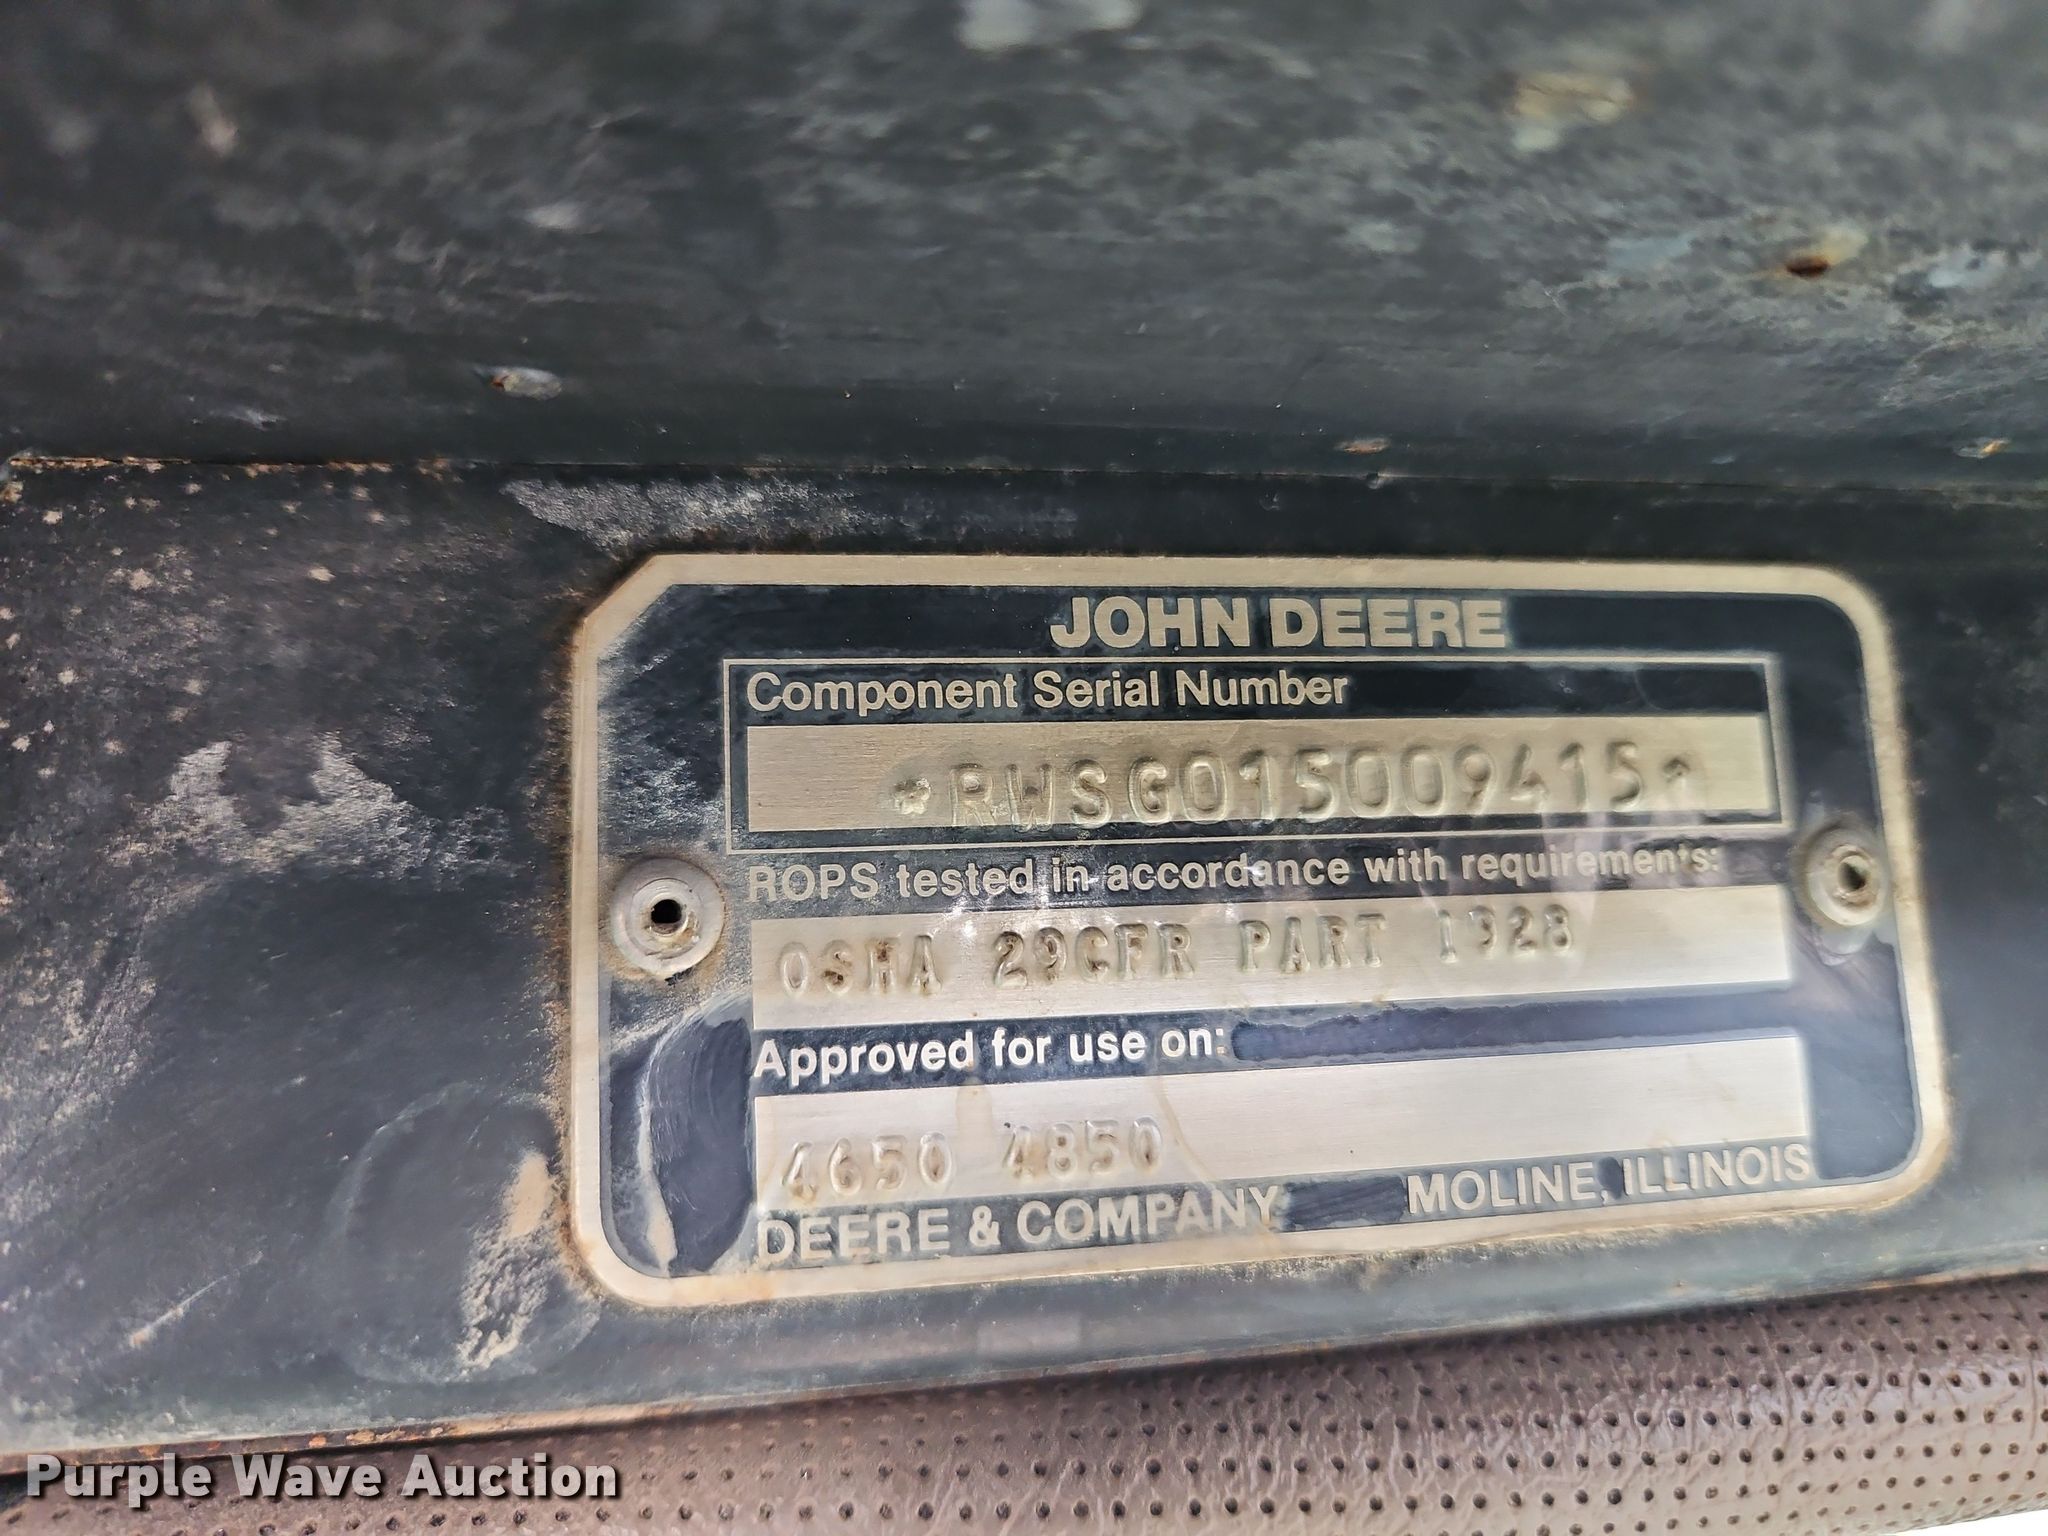 JOHN DEERE
Component Serial Number
*RWSG015009415*
ROPS tested in accordance with requirements:
OSHA 29CFR PART 1928
Approved for use on:
4650 4850
DEERE & COMPANY MOLINE, ILLINOIS
Purple Wave Auction